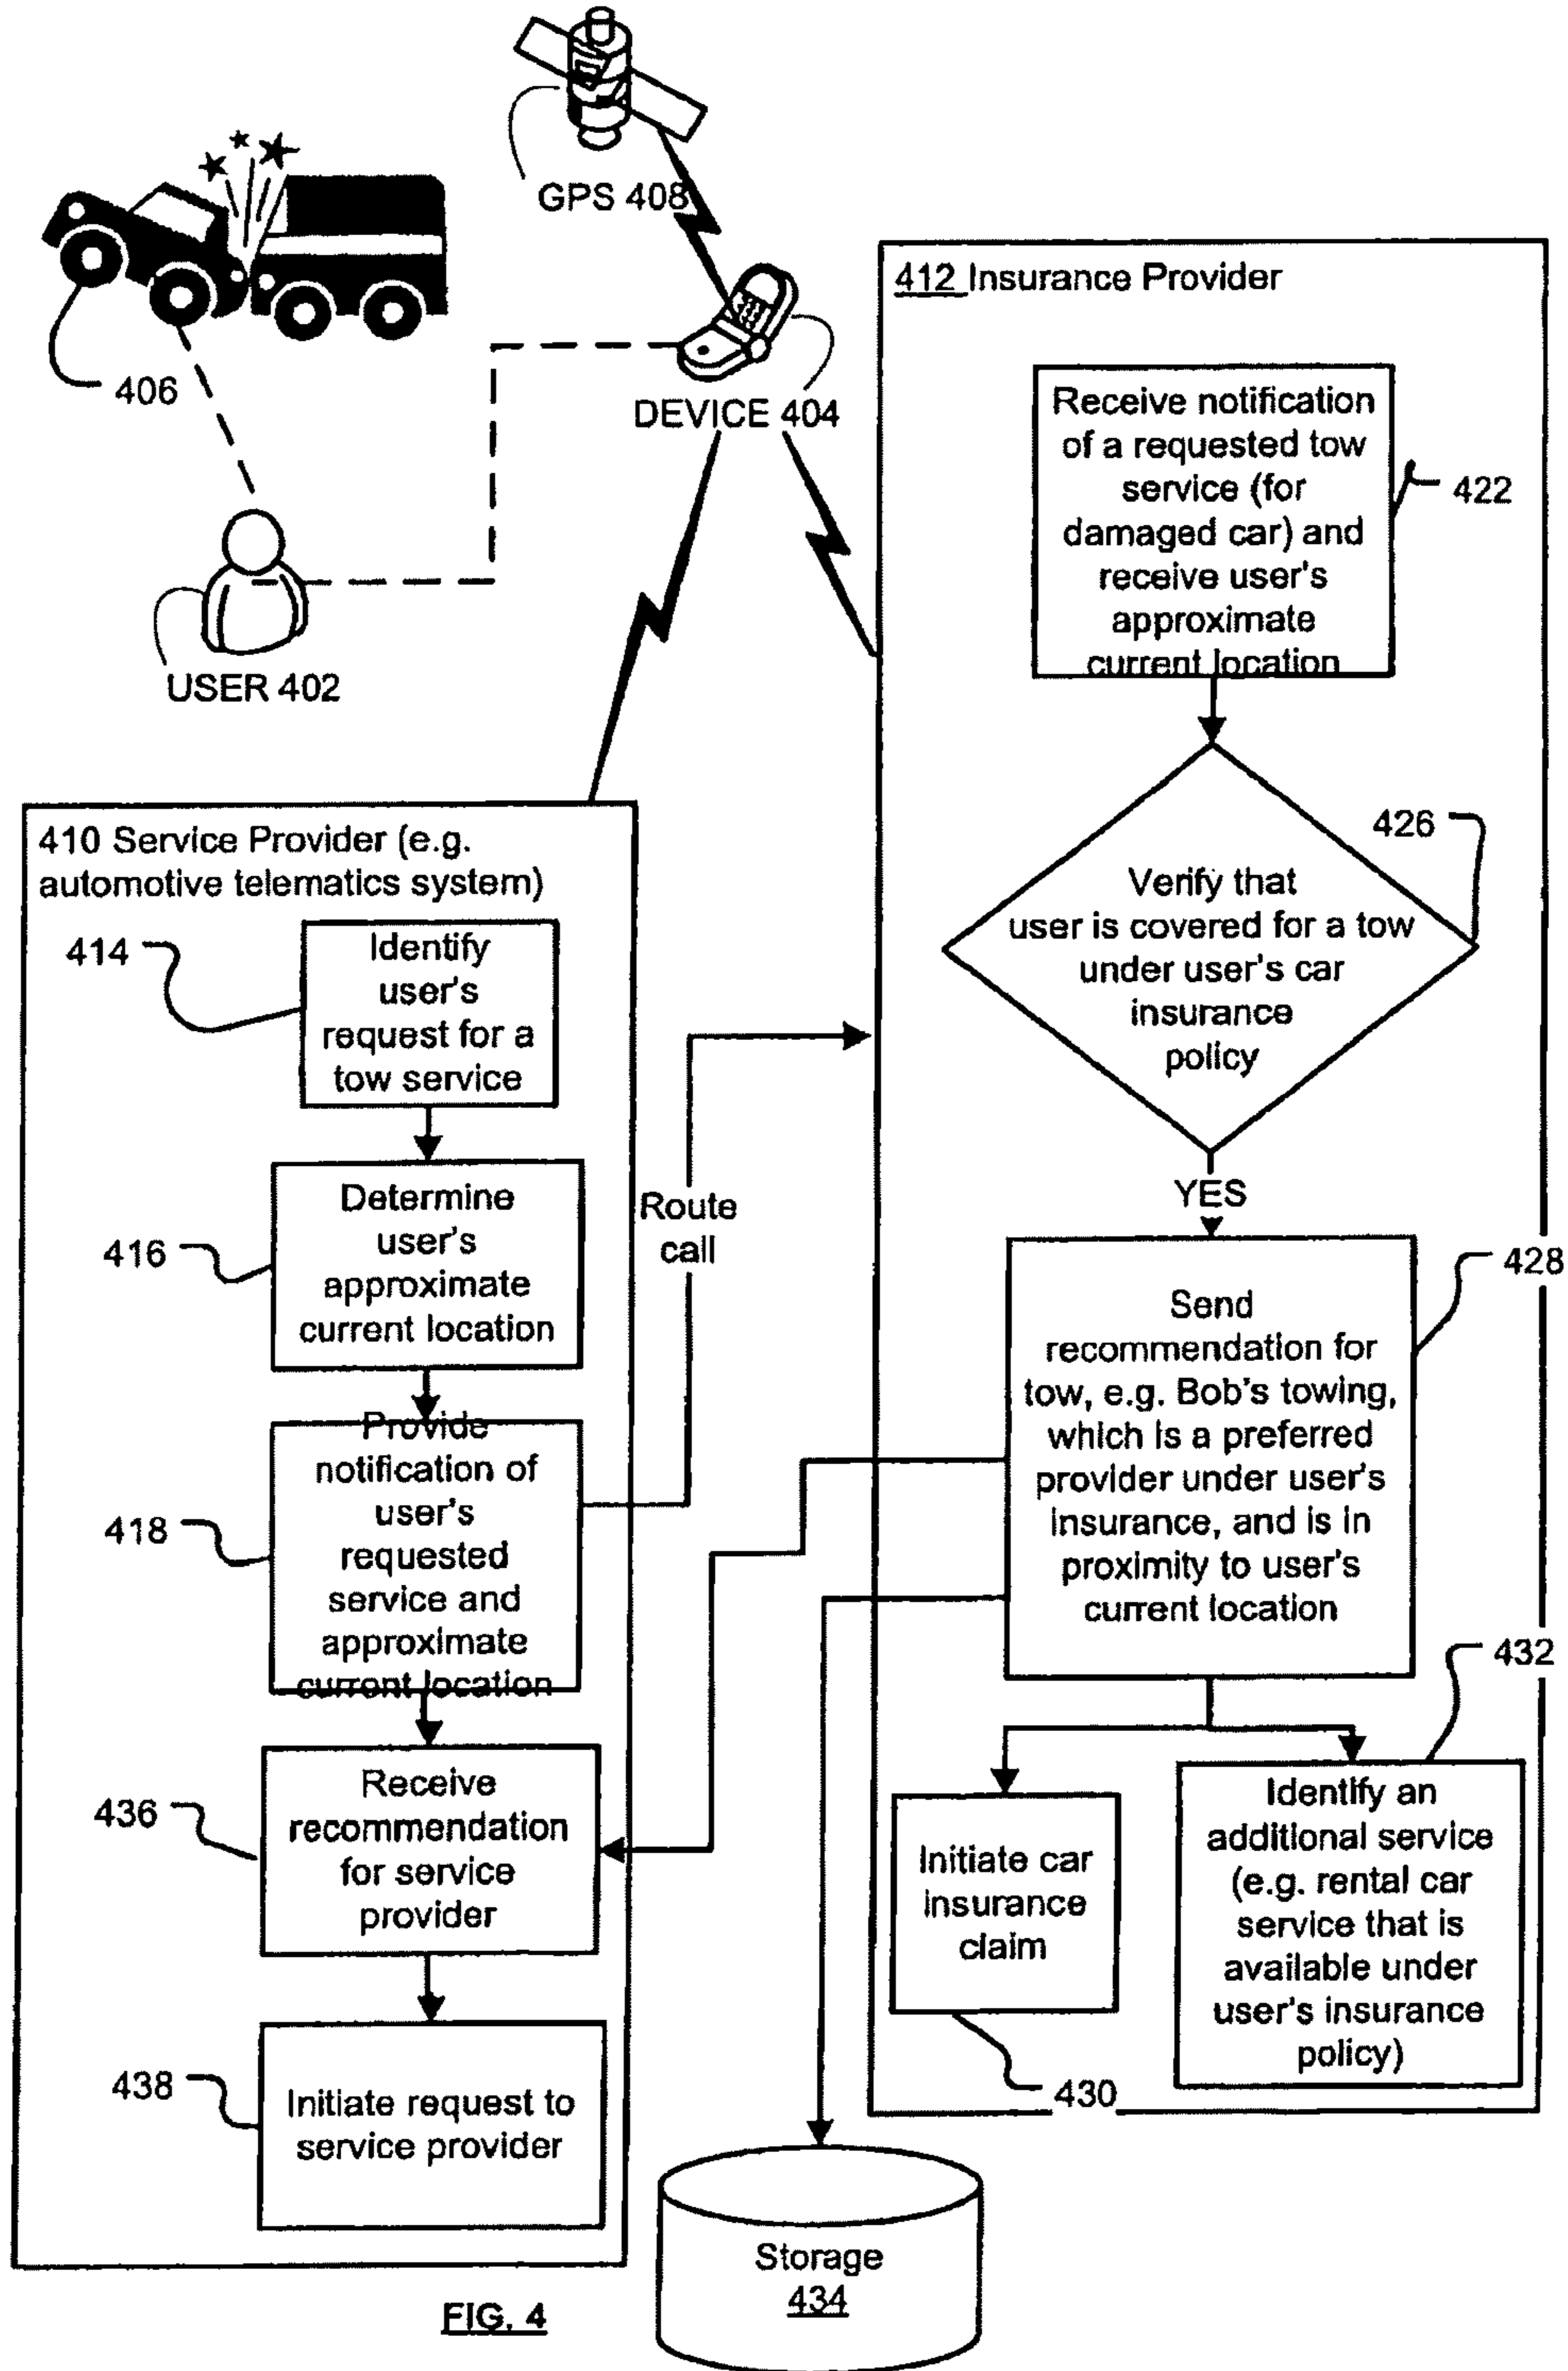 GPS 408
406
DEVICE 404
USER 402
412 Insurance Provider
Receive notification
of a requested tow
service (for
damaged car) and
receive user's
approximate
current location
422
Verify that
user is covered for a tow
under user's car
insurance
policy
426
YES
Send
recommendation for
tow, e.g. Bob's towing,
which is a preferred
provider under user's
insurance, and is in
proximity to user's
current location
428
Initiate car
insurance
claim
430
Identify an
additional service
(e.g. rental car
service that is
available under
user's insurance
policy)
432
410 Service Provider (e.g.
automotive telematics system)
414
Identify
user's
request for a
tow service
416
Determine
user's
approximate
current location
Route
call
418
Provide
notification of
user's
requested
service and
approximate
current location
436
Receive
recommendation
for service
provider
438
Initiate request to
service provider
Storage
434
FIG. 4